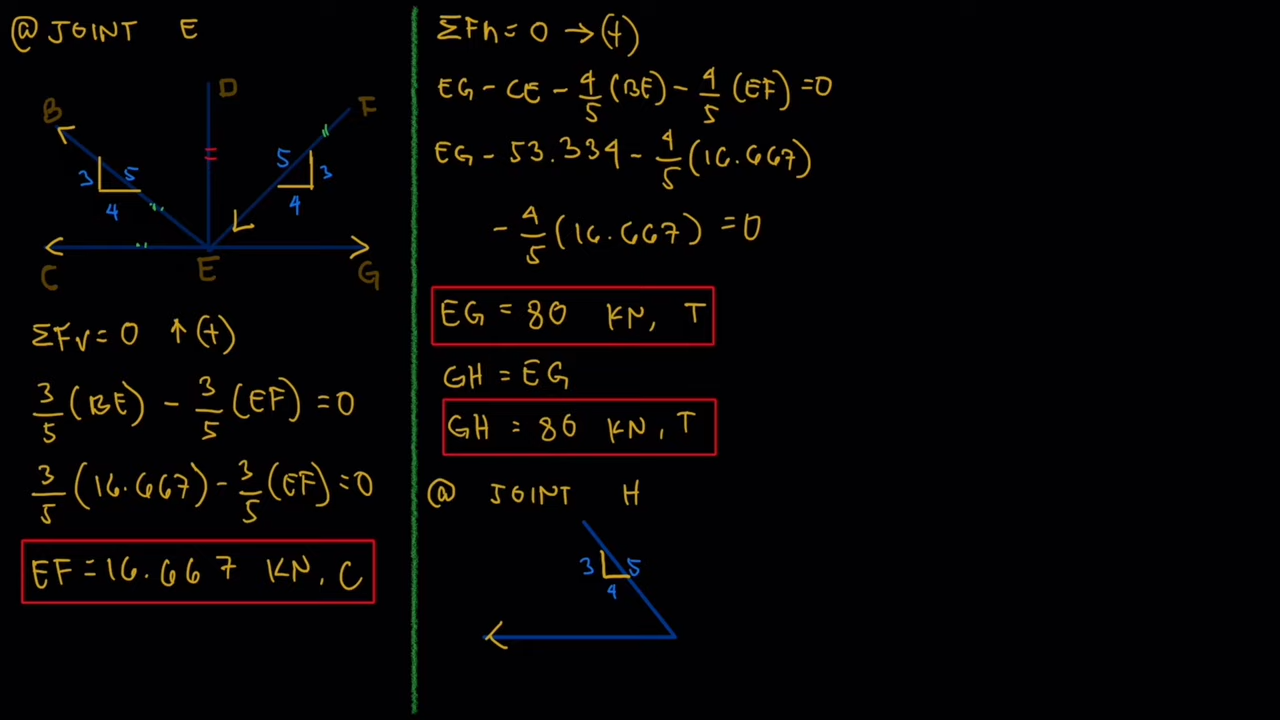 @ JOINT E
D
B
F
5
3
5
3
4
4
C
E
G
ΣFv = 0 ↑(+)
3/5 (BE) - 3/5 (EF) = 0
3/5 (16.667) - 3/5 (EF) = 0
EF = 16.667 KN, C
ΣFh = 0 →(+)
EG - CE - 4/5 (BE) - 4/5 (EF) = 0
EG - 53.334 - 4/5 (16.667)
- 4/5 (16.667) = 0
EG = 80 KN, T
GH = EG
GH = 80 KN, T
@ JOINT H
3
5
4